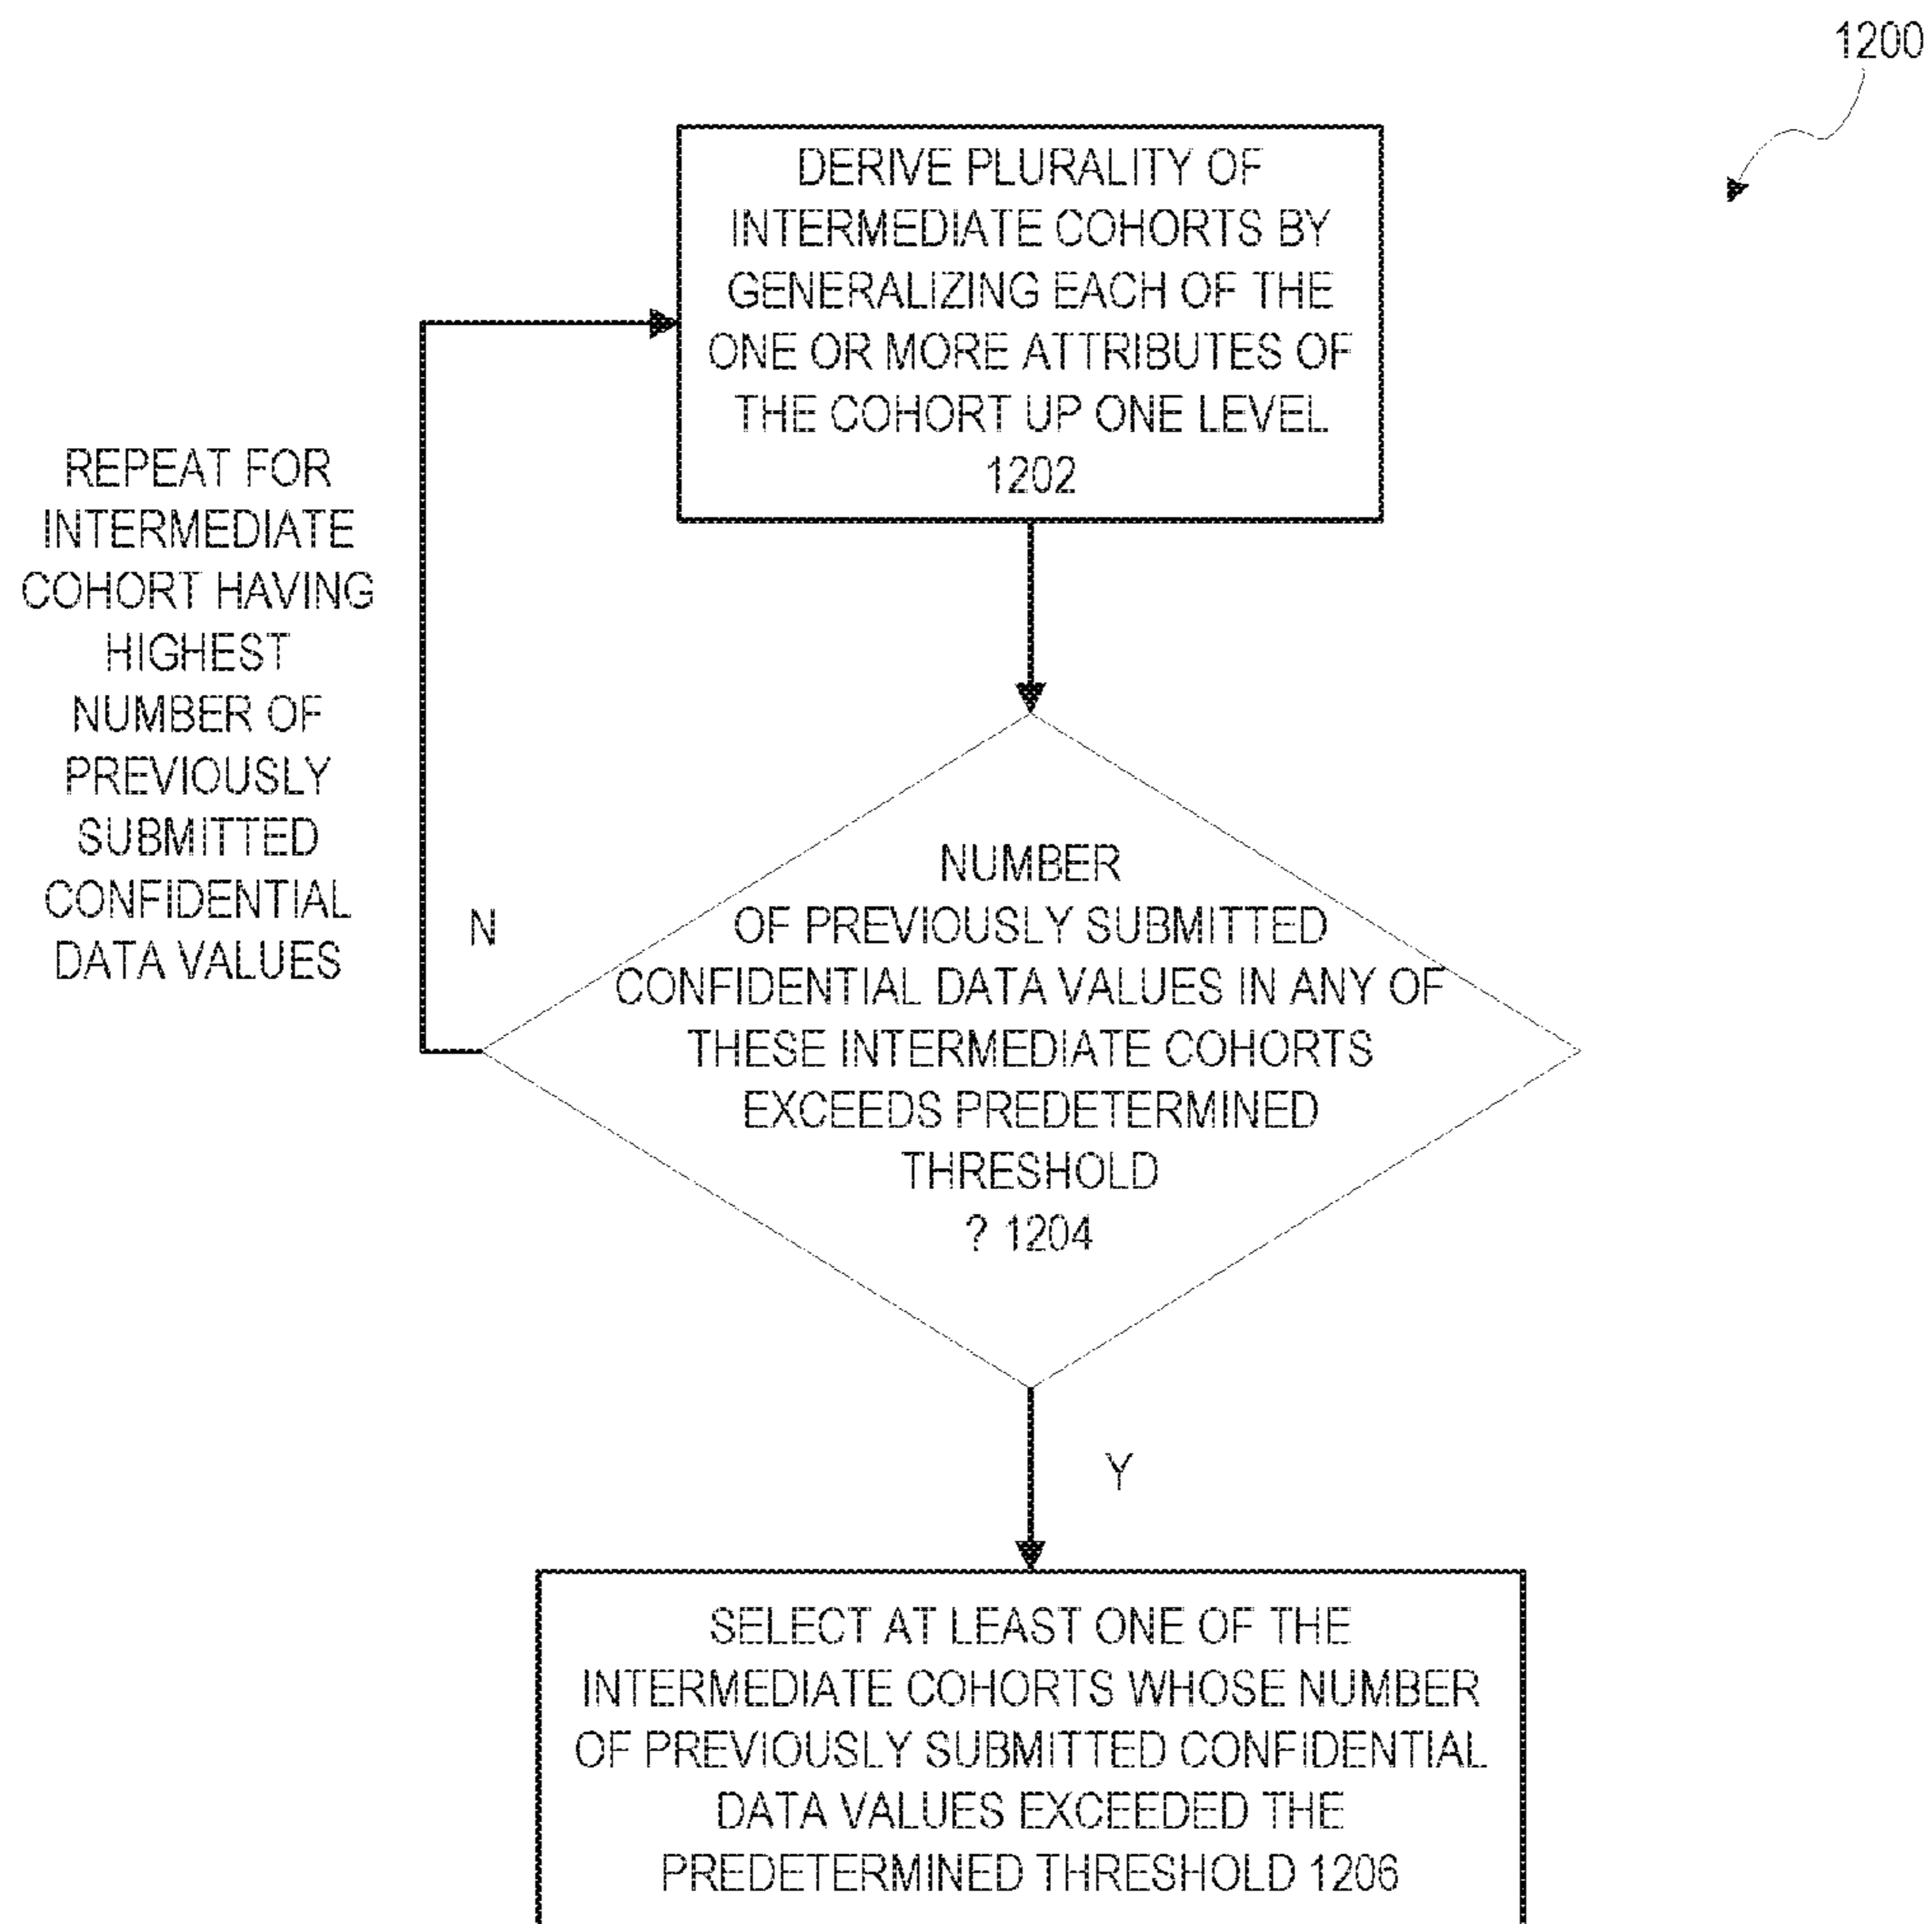 1200
DERIVE PLURALITY OF
INTERMEDIATE COHORTS BY
GENERALIZING EACH OF THE
ONE OR MORE ATTRIBUTES OF
THE COHORT UP ONE LEVEL
1202
REPEAT FOR
INTERMEDIATE
COHORT HAVING
HIGHEST
NUMBER OF
PREVIOUSLY
SUBMITTED
CONFIDENTIAL
DATA VALUES
N
NUMBER
OF PREVIOUSLY SUBMITTED
CONFIDENTIAL DATA VALUES IN ANY OF
THESE INTERMEDIATE COHORTS
EXCEEDS PREDETERMINED
THRESHOLD
? 1204
Y
SELECT AT LEAST ONE OF THE
INTERMEDIATE COHORTS WHOSE NUMBER
OF PREVIOUSLY SUBMITTED CONFIDENTIAL
DATA VALUES EXCEEDED THE
PREDETERMINED THRESHOLD 1206